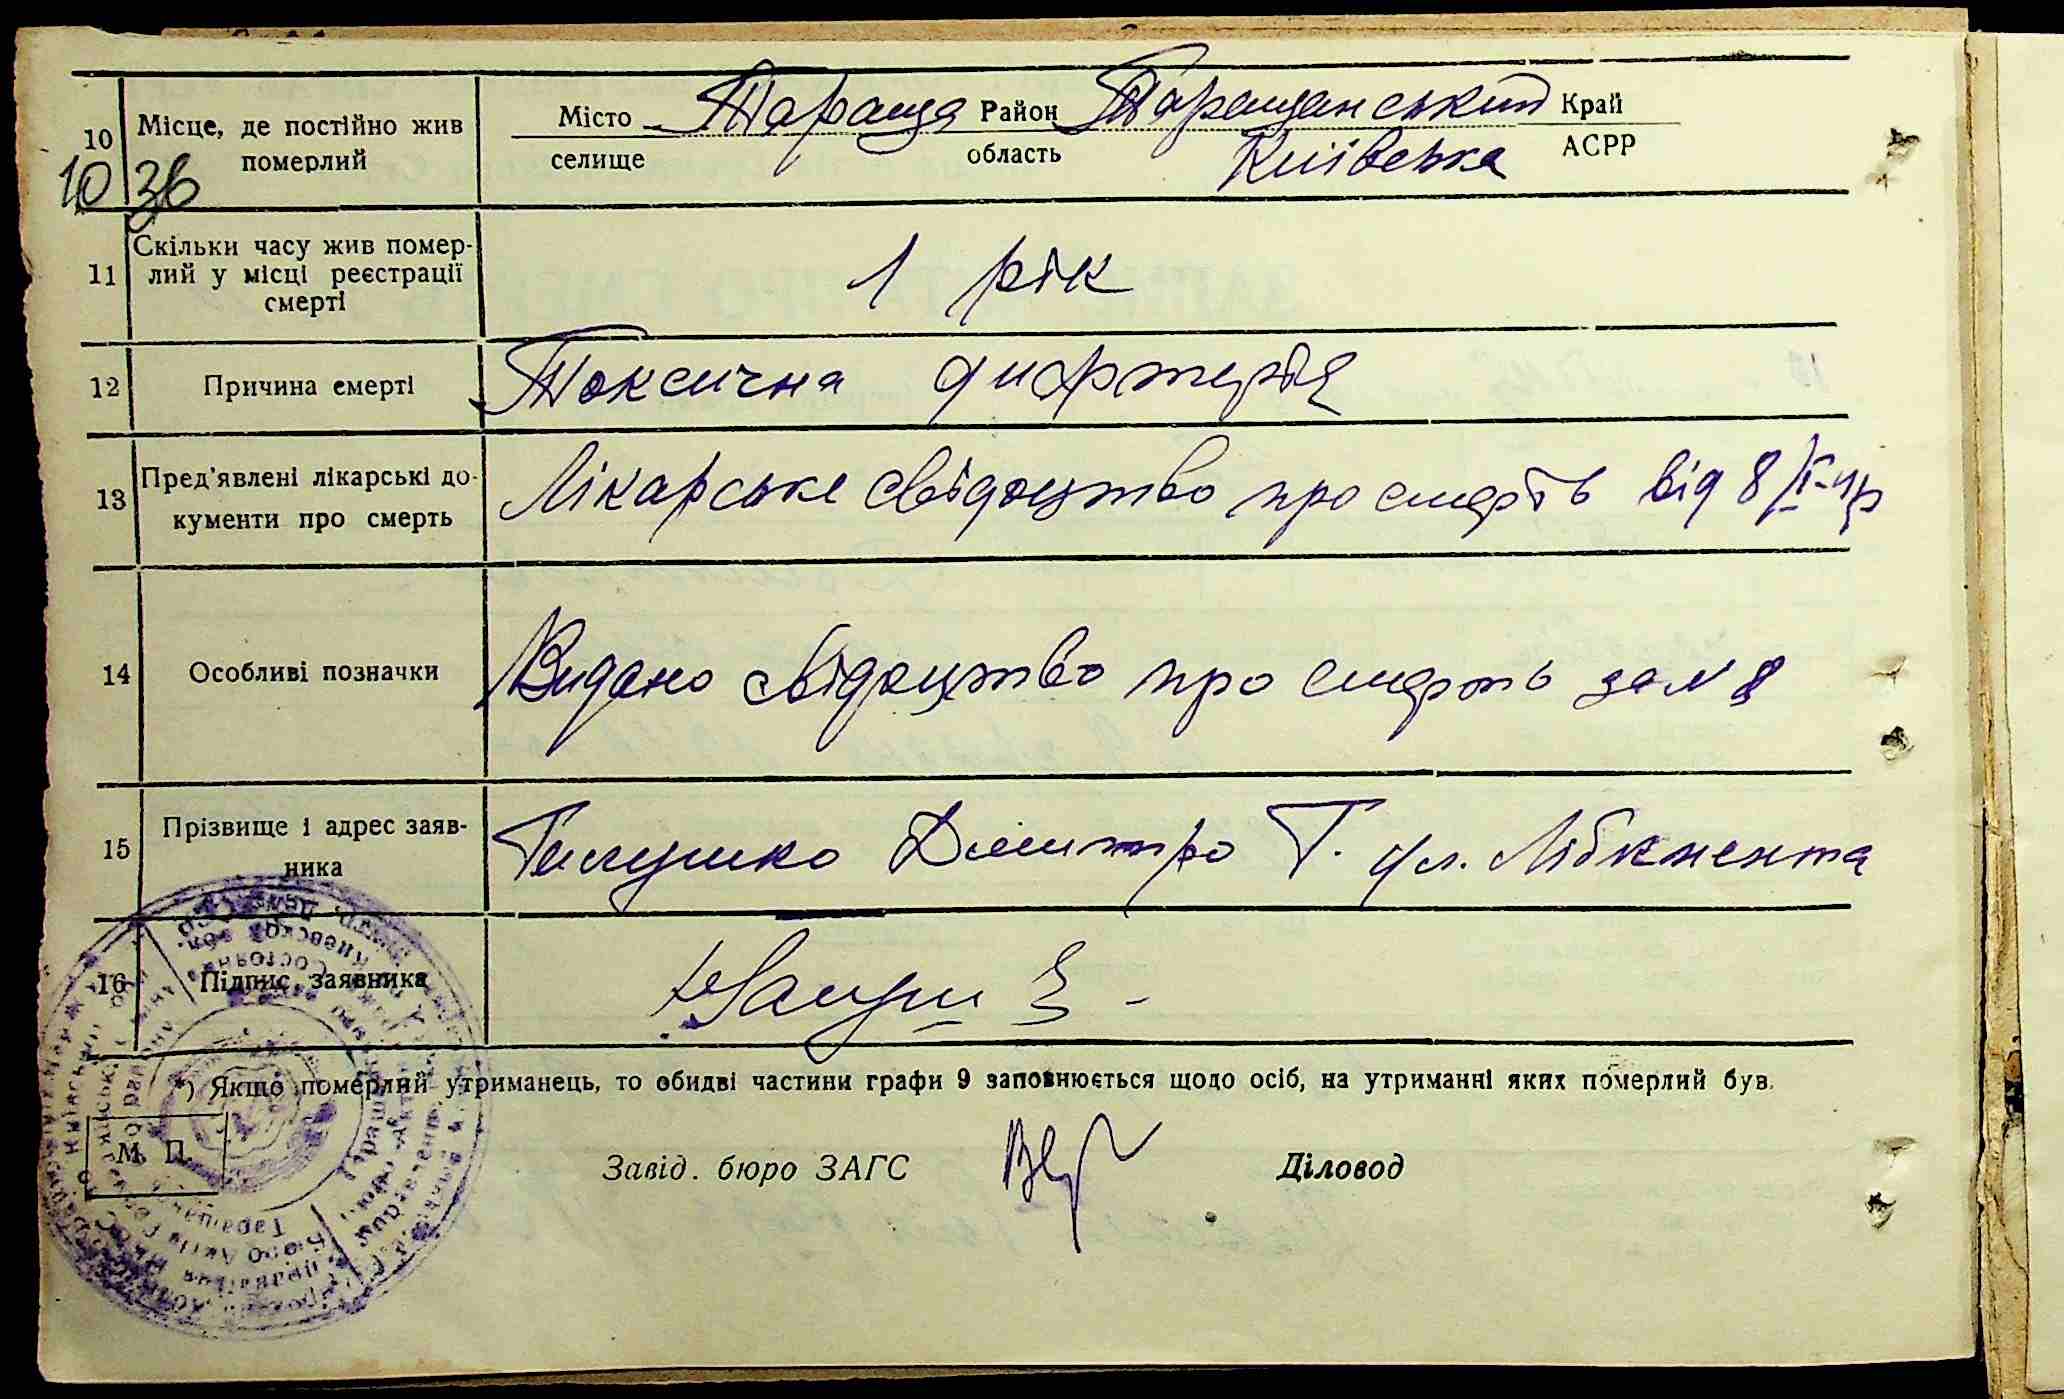 10 Місце, де постійно жив Місто Тараща Район Таращанський Край
померлий селище область Київська АСРР
10 36
11 Скільки часу жив помер-
лий у місці реєстрації 1 рік
смерті
12 Причина смерті Токсична дифтерія
13 Пред'явлені лікарські до-
кументи про смерть Лікарське свідоцтво про смерть від 8/
14 Особливі позначки Видано свідоцтво про смерть за № 8
15 Прізвище і адрес заяв-
ника Дмитро Т. ул. Лібкнехта
16 Підпис заявника
*) Якщо померлий утриманець, то обидві частини графи 9 заповнюється щодо осіб, на утриманні яких померлий був.
М. П.
Завід. бюро ЗАГС Діловод